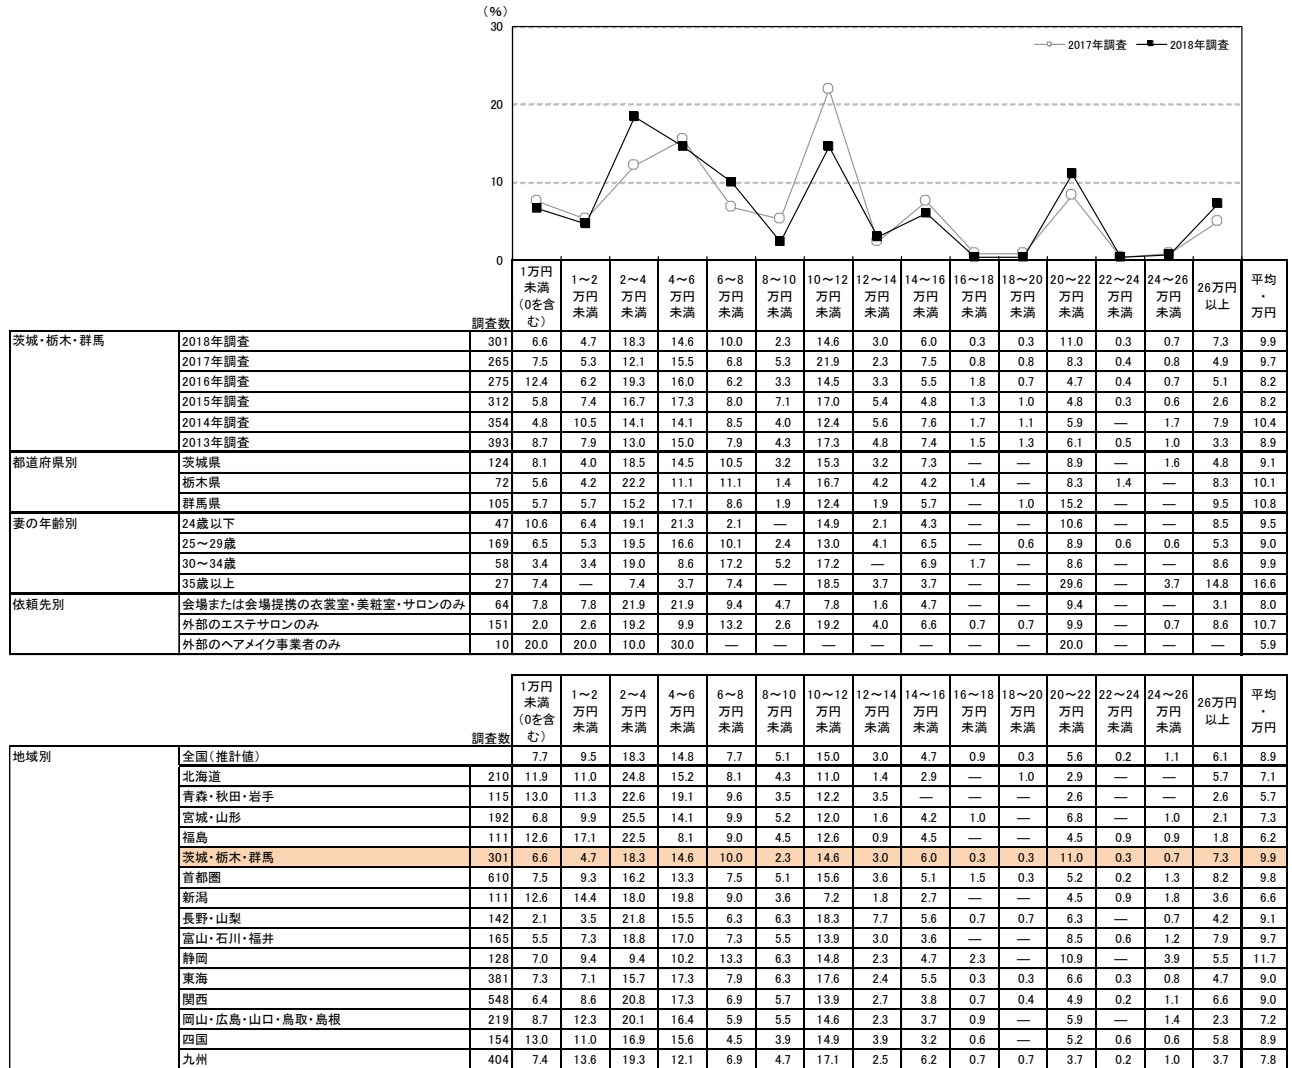 (%)
30
20
10
0
2017年調査 2018年調査
調査数 1万円未満(0を含む) 1~2万円未満 2~4万円未満 4~6万円未満 6~8万円未満 8~10万円未満 10~12万円未満 12~14万円未満 14~16万円未満 16~18万円未満 18~20万円未満 20~22万円未満 22~24万円未満 24~26万円未満 26万円以上 平均・万円
茨城・栃木・群馬 2018年調査 301 6.6 4.7 18.3 14.6 10.0 2.3 14.6 3.0 6.0 0.3 0.3 11.0 0.3 0.7 7.3 9.9
2017年調査 265 7.5 5.3 12.1 15.5 6.8 5.3 21.9 2.3 7.5 0.8 0.8 8.3 0.4 0.8 4.9 9.7
2016年調査 275 12.4 6.2 19.3 16.0 6.2 3.3 14.5 3.3 5.5 1.8 0.7 4.7 0.4 0.7 5.1 8.2
2015年調査 312 5.8 7.4 16.7 17.3 8.0 7.1 17.0 5.4 4.8 1.3 1.0 4.8 0.3 0.6 2.6 8.2
2014年調査 354 4.8 10.5 14.1 14.1 8.5 4.0 12.4 5.6 7.6 1.7 1.1 5.9 — 1.7 7.9 10.4
2013年調査 393 8.7 7.9 13.0 15.0 7.9 4.3 17.3 4.8 7.4 1.5 1.3 6.1 0.5 1.0 3.3 8.9
都道府県別 茨城県 124 8.1 4.0 18.5 14.5 10.5 3.2 15.3 3.2 7.3 — — 8.9 — 1.6 4.8 9.1
栃木県 72 5.6 4.2 22.2 11.1 11.1 1.4 16.7 4.2 4.2 1.4 — 8.3 1.4 — 8.3 10.1
群馬県 105 5.7 5.7 15.2 17.1 8.6 1.9 12.4 1.9 5.7 — 1.0 15.2 — — 9.5 10.8
妻の年齢別 24歳以下 47 10.6 6.4 19.1 21.3 2.1 — 14.9 2.1 4.3 — — 10.6 — — 8.5 9.5
25~29歳 169 6.5 5.3 19.5 16.6 10.1 2.4 13.0 4.1 6.5 — 0.6 8.9 0.6 0.6 5.3 9.0
30~34歳 58 3.4 3.4 19.0 8.6 17.2 5.2 17.2 — 6.9 1.7 — 8.6 — — 8.6 9.9
35歳以上 27 7.4 — 7.4 3.7 7.4 — 18.5 3.7 3.7 — — 29.6 — 3.7 14.8 16.6
依頼先別 会場または会場提携の衣裳室・美粧室・サロンのみ 64 7.8 7.8 21.9 21.9 9.4 4.7 7.8 1.6 4.7 — — 9.4 — — 3.1 8.0
外部のエステサロンのみ 151 2.0 2.6 19.2 9.9 13.2 2.6 19.2 4.0 6.6 0.7 0.7 9.9 — 0.7 8.6 10.7
外部のヘアメイク事業者のみ 10 20.0 20.0 10.0 30.0 — — — — — — — 20.0 — — — 5.9
調査数 1万円未満(0を含む) 1~2万円未満 2~4万円未満 4~6万円未満 6~8万円未満 8~10万円未満 10~12万円未満 12~14万円未満 14~16万円未満 16~18万円未満 18~20万円未満 20~22万円未満 22~24万円未満 24~26万円未満 26万円以上 平均・万円
地域別 全国(推計値) 7.7 9.5 18.3 14.8 7.7 5.1 15.0 3.0 4.7 0.9 0.3 5.6 0.2 1.1 6.1 8.9
北海道 210 11.9 11.0 24.8 15.2 8.1 4.3 11.0 1.4 2.9 — 1.0 2.9 — — 5.7 7.1
青森・秋田・岩手 115 13.0 11.3 22.6 19.1 9.6 3.5 12.2 3.5 — — — 2.6 — — 2.6 5.7
宮城・山形 192 6.8 9.9 25.5 14.1 9.9 5.2 12.0 1.6 4.2 1.0 — 6.8 — 1.0 2.1 7.3
福島 111 12.6 17.1 22.5 8.1 9.0 4.5 12.6 0.9 4.5 — — 4.5 0.9 0.9 1.8 6.2
茨城・栃木・群馬 301 6.6 4.7 18.3 14.6 10.0 2.3 14.6 3.0 6.0 0.3 0.3 11.0 0.3 0.7 7.3 9.9
首都圏 610 7.5 9.3 16.2 13.3 7.5 5.1 15.6 3.6 5.1 1.5 0.3 5.2 0.2 1.3 8.2 9.8
新潟 111 12.6 14.4 18.0 19.8 9.0 3.6 7.2 1.8 2.7 — — 4.5 0.9 1.8 3.6 6.6
長野・山梨 142 2.1 3.5 21.8 15.5 6.3 6.3 18.3 7.7 5.6 0.7 0.7 6.3 — 0.7 4.2 9.1
富山・石川・福井 165 5.5 7.3 18.8 17.0 7.3 5.5 13.9 3.0 3.6 — — 8.5 0.6 1.2 7.9 9.7
静岡 128 7.0 9.4 9.4 10.2 13.3 6.3 14.8 2.3 4.7 2.3 — 10.9 — 3.9 5.5 11.7
東海 381 7.3 7.1 15.7 17.3 7.9 6.3 17.6 2.4 5.5 0.3 0.3 6.6 0.3 0.8 4.7 9.0
関西 548 6.4 8.6 20.8 17.3 6.9 5.7 13.9 2.7 3.8 0.7 0.4 4.9 0.2 1.1 6.6 9.0
岡山・広島・山口・鳥取・島根 219 8.7 12.3 20.1 16.4 5.9 5.5 14.6 2.3 3.7 0.9 — 5.9 — 1.4 2.3 7.2
四国 154 13.0 11.0 16.9 15.6 4.5 3.9 14.9 3.9 3.2 0.6 — 5.2 0.6 0.6 5.8 8.9
九州 404 7.4 13.6 19.3 12.1 6.9 4.7 17.1 2.5 6.2 0.7 0.7 3.7 0.2 1.0 3.7 7.8